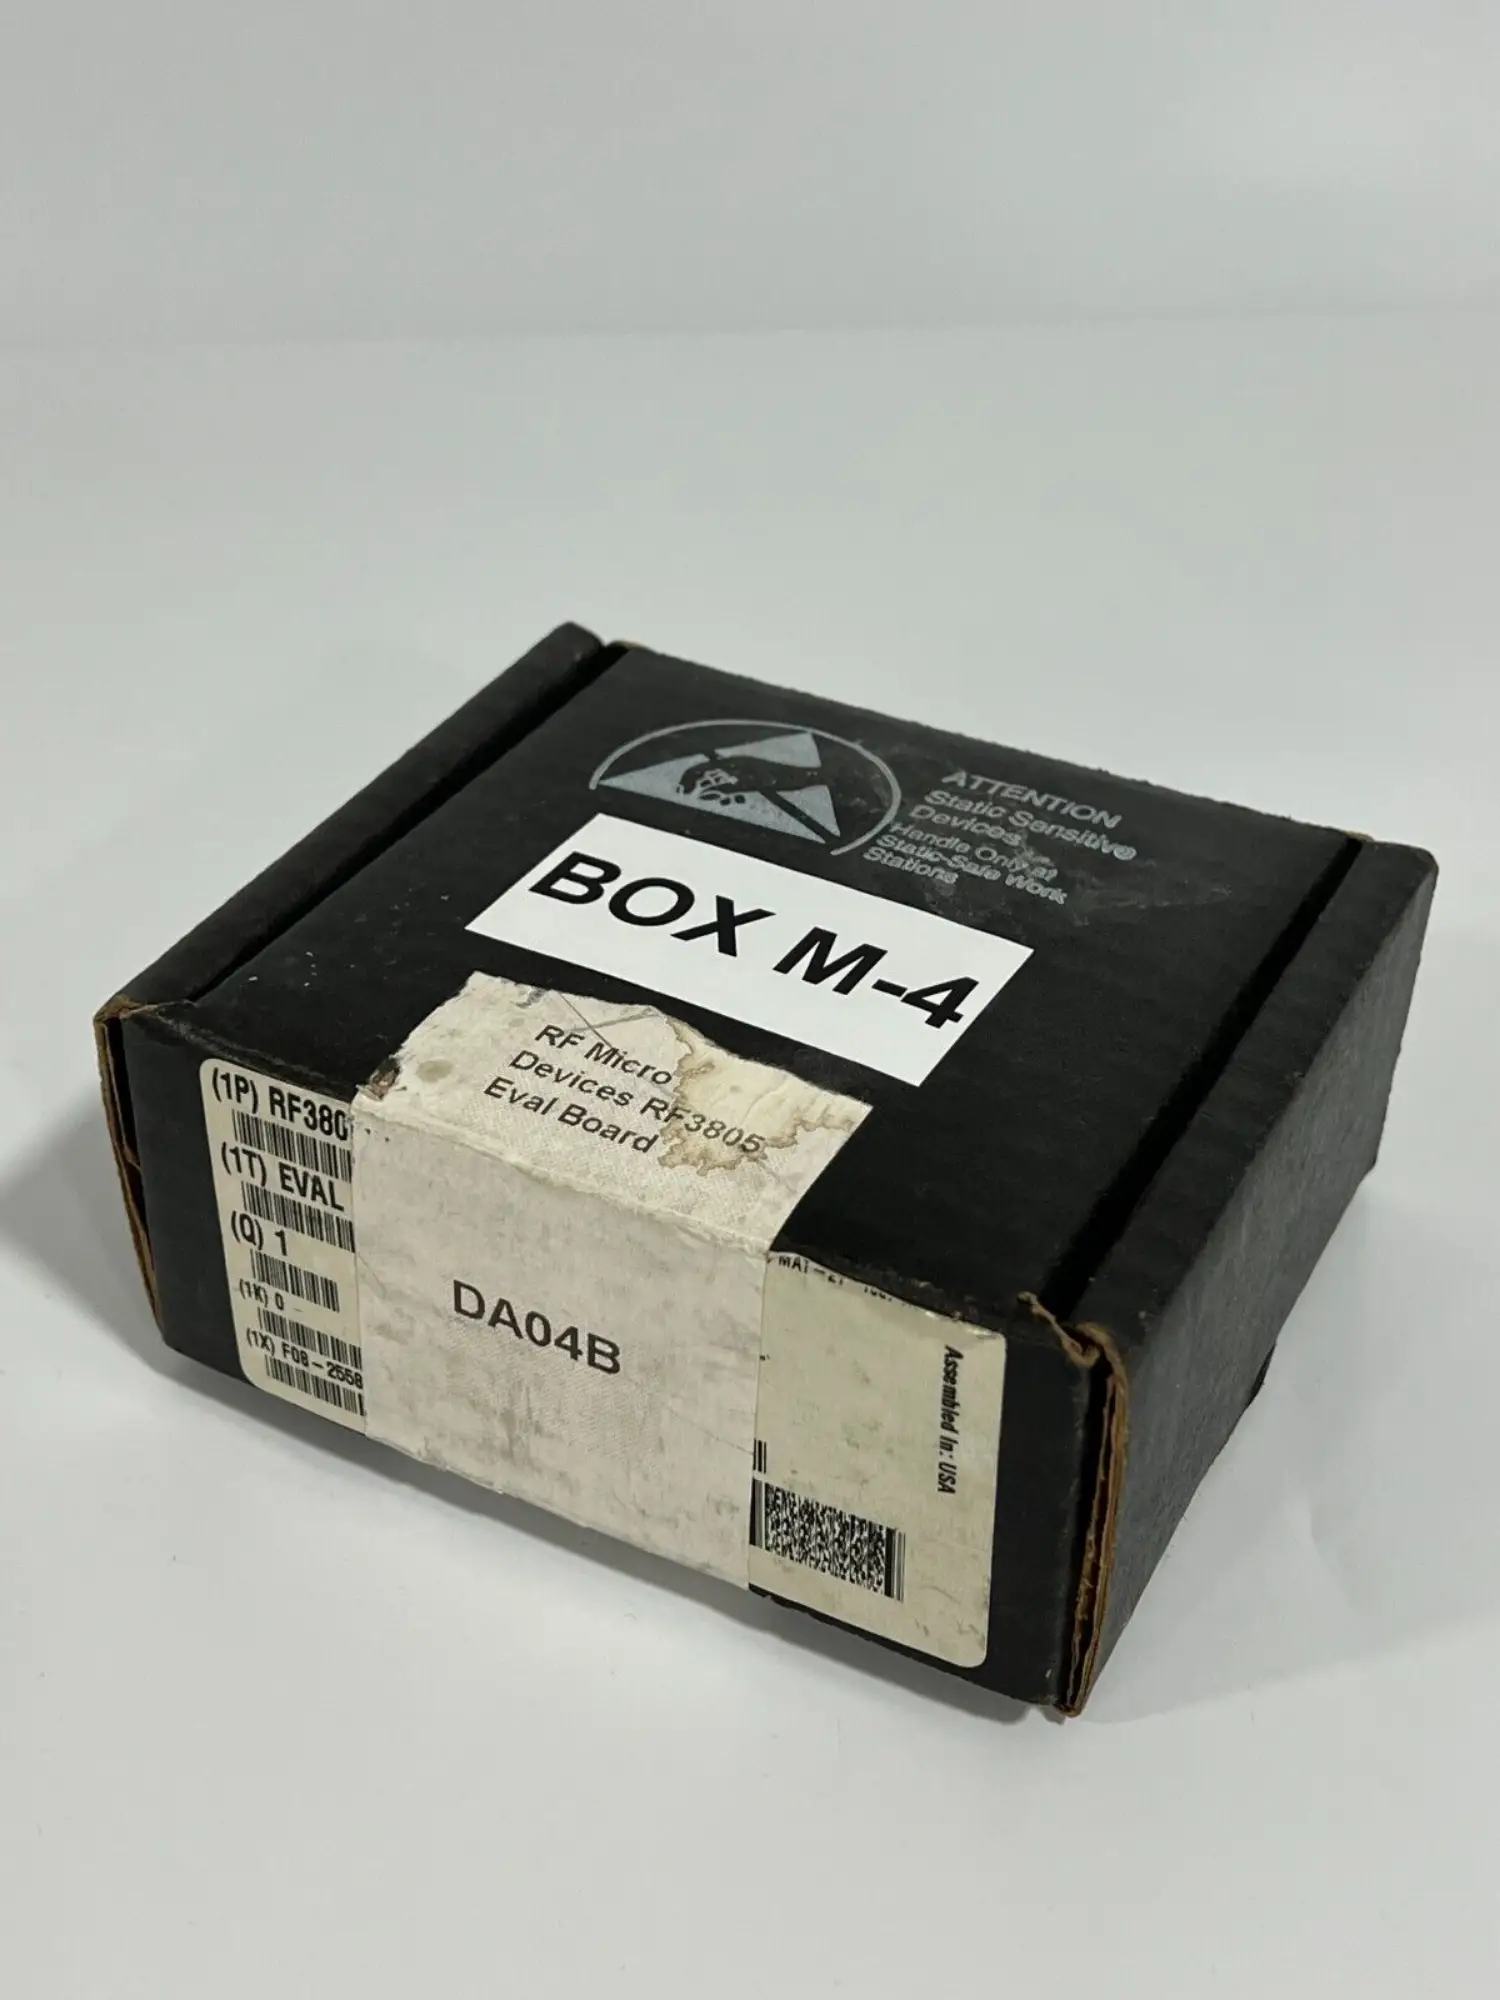 ATTENTION
Static Sensitive
Devices
Handle Only at
Static-Safe Work
Stations
BOX M-4
RF Micro
Devices RF3805
Eval Board
DA04B
(1P) RF380
(1T) EVAL
(Q) 1
(1K) 0
(1X) F08-2558
Assembled In: USA